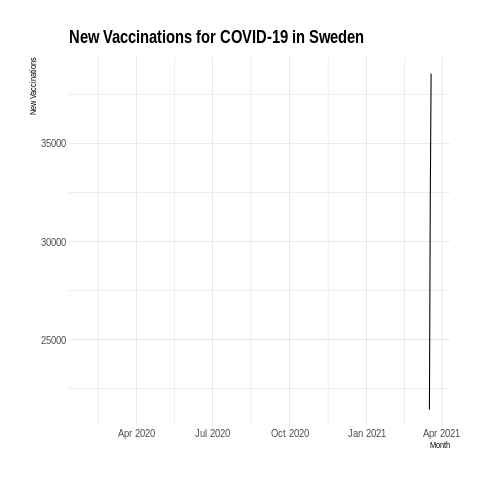 New Vaccinations for COVID-19 in Sweden
New Vaccinations
35000
30000
25000
Apr 2020 Jul 2020 Oct 2020 Jan 2021 Apr 2021
Month